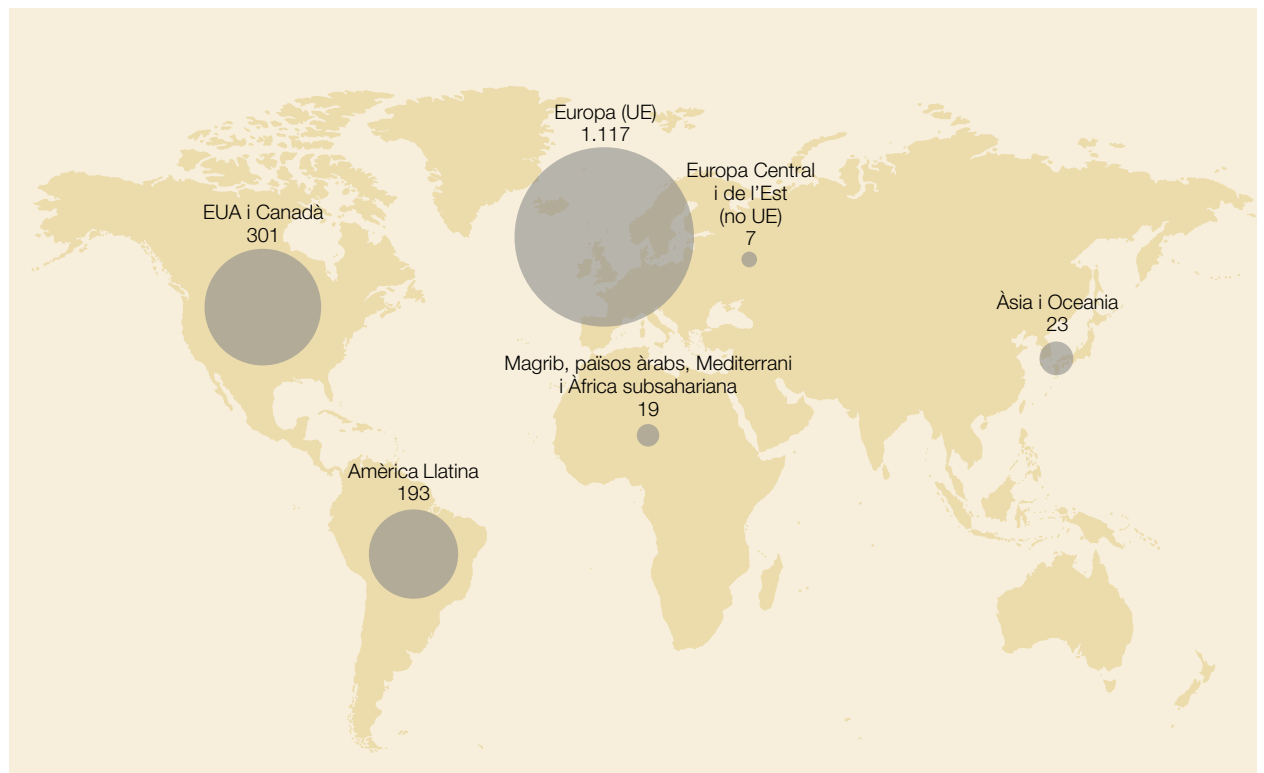 Europa (UE)
1.117
Europa Central
i de l'Est
(no UE)
7
EUA i Canadà
301
Àsia i Oceania
23
Magrib, països àrabs, Mediterrani
i Àfrica subsahariana
19
Amèrica Llatina
193